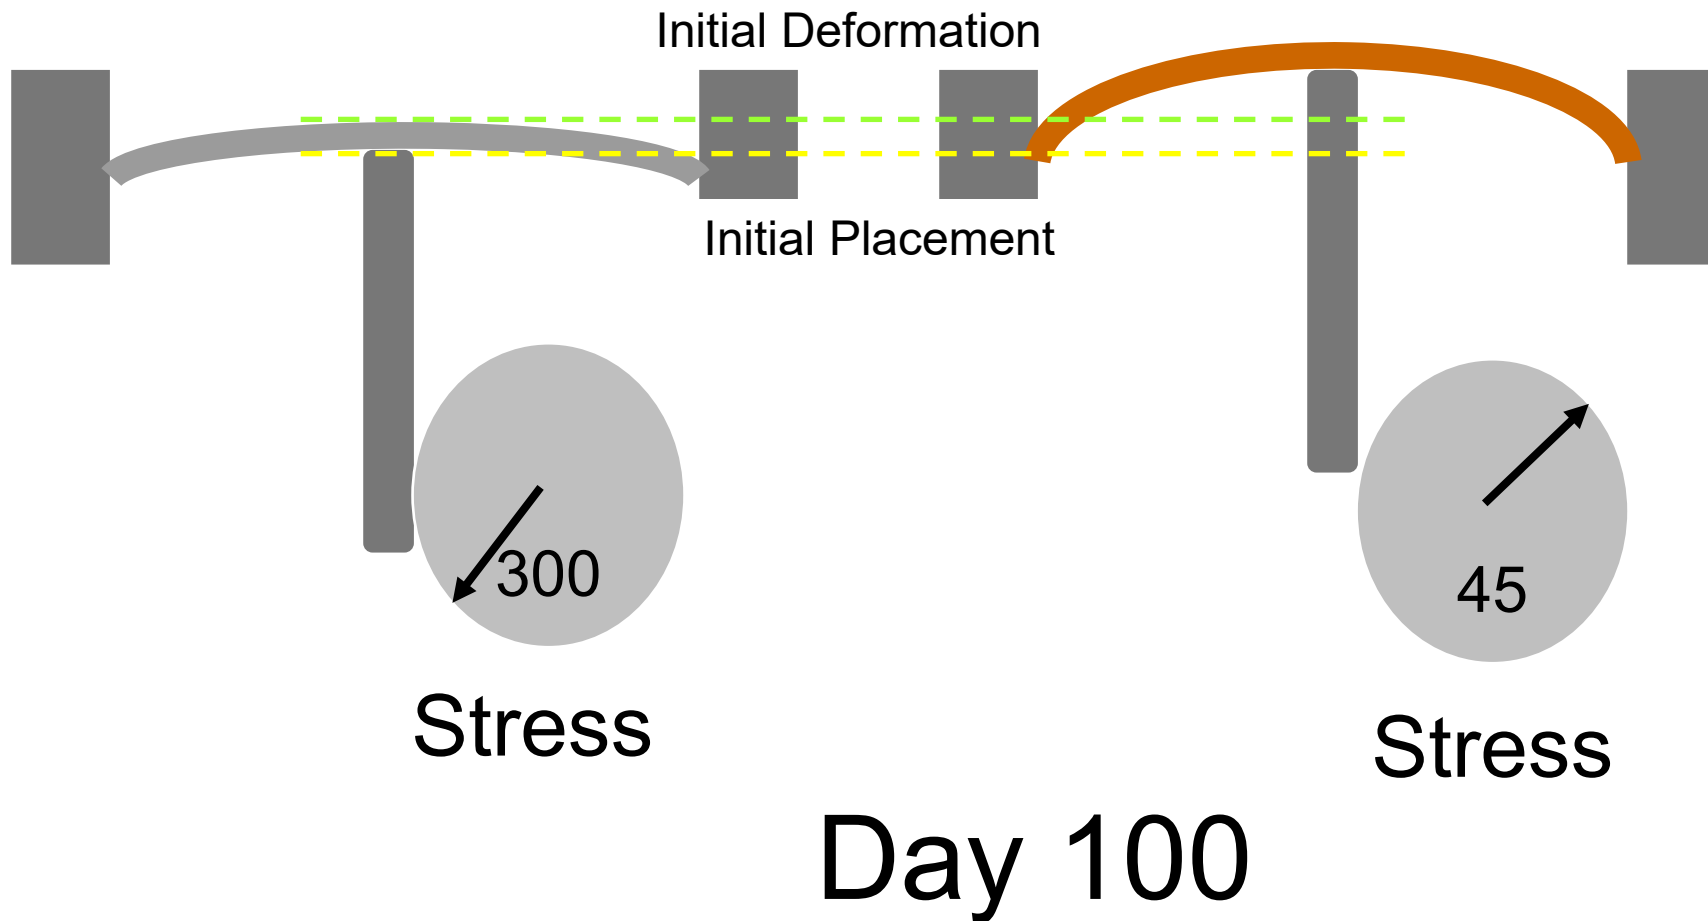 Initial Deformation
Initial Placement
300
45
Stress
Stress
Day 100